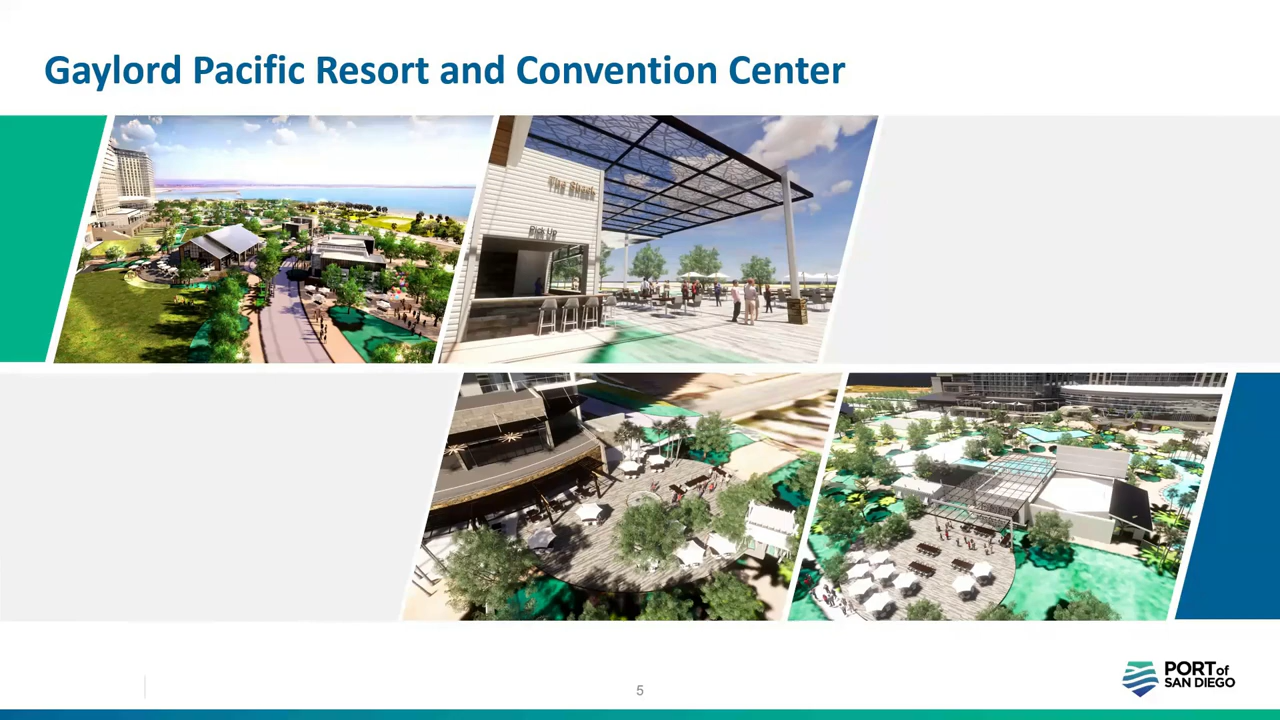 Gaylord Pacific Resort and Convention Center
The Shack
Pick Up
5
PORT of
SAN DIEGO